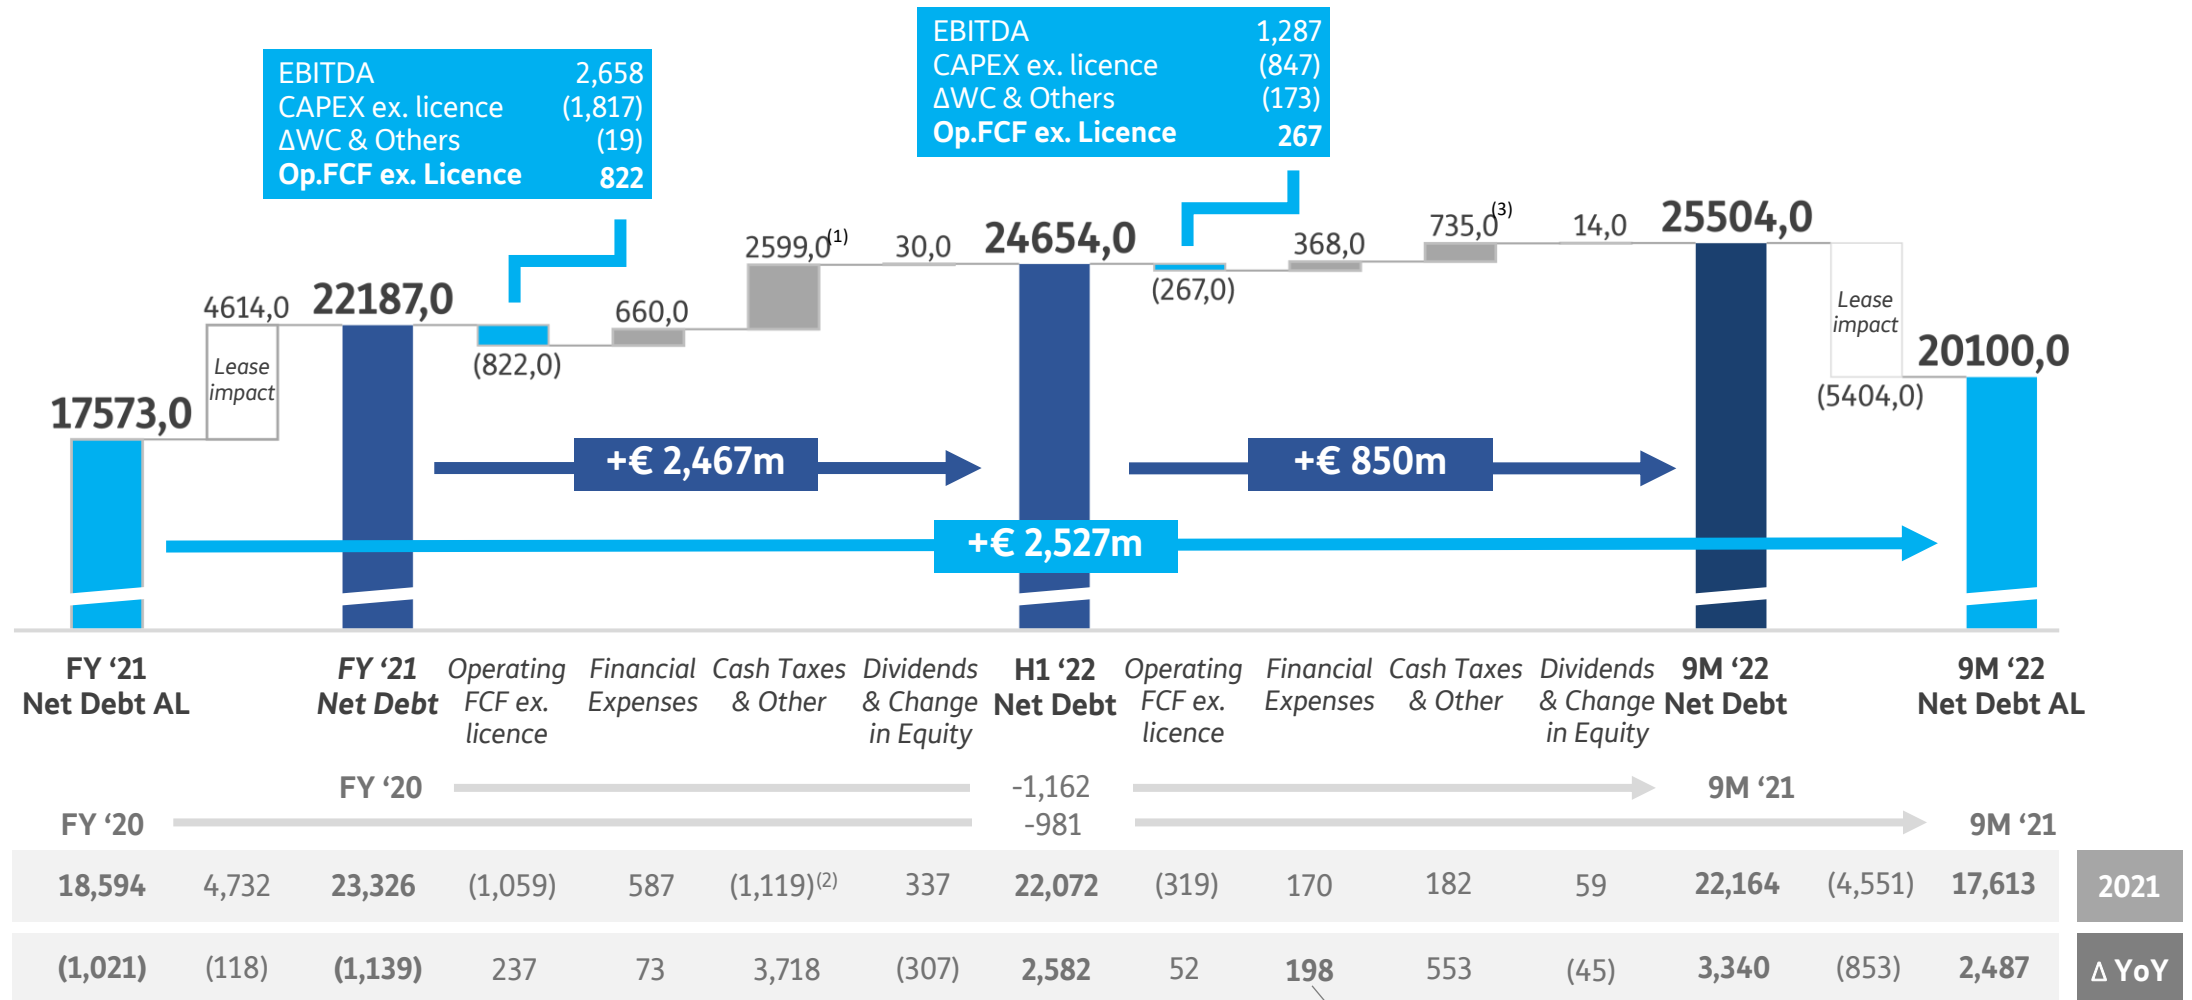 EBITDA 2,658
CAPEX ex. licence (1,817)
ΔWC & Others (19)
Op.FCF ex. Licence 822
EBITDA 1,287
CAPEX ex. licence (847)
ΔWC & Others (173)
Op.FCF ex. Licence 267
17573,0
4614,0
Lease
impact
22187,0
(822,0)
660,0
2599,0(1)
30,0
24654,0
(267,0)
368,0
735,0(3)
14,0
25504,0
Lease
impact
(5404,0)
20100,0
+€ 2,467m
+€ 850m
+€ 2,527m
FY ‘21
Net Debt AL
FY ‘21
Net Debt
Operating
FCF ex.
licence
Financial
Expenses
Cash Taxes
& Other
Dividends
& Change
in Equity
H1 ‘22
Net Debt
Operating
FCF ex.
licence
Financial
Expenses
Cash Taxes
& Other
Dividends
& Change
in Equity
9M ‘22
Net Debt
9M ‘22
Net Debt AL
FY ‘20 -1,162 9M ‘21
FY ‘20 -981 9M ‘21
18,594 4,732 23,326 (1,059) 587 (1,119)(2) 337 22,072 (319) 170 182 59 22,164 (4,551) 17,613 2021
(1,021) (118) (1,139) 237 73 3,718 (307) 2,582 52 198 553 (45) 3,340 (853) 2,487 Δ YoY